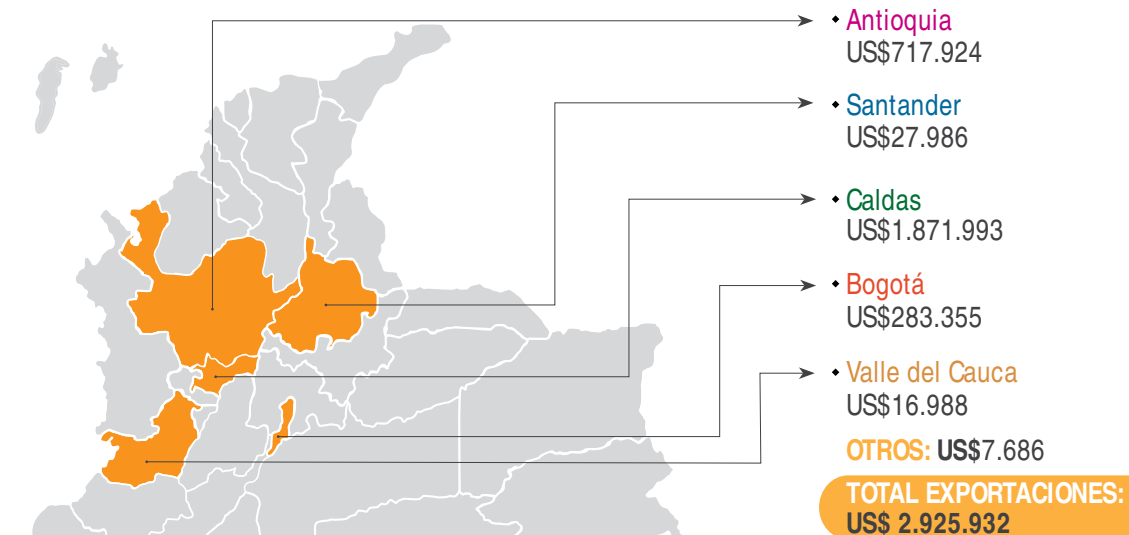 Antioquia
US$717.924
Santander
US$27.986
Caldas
US$1.871.993
Bogotá
US$283.355
Valle del Cauca
US$16.988
OTROS: US$7.686
TOTAL EXPORTACIONES:
US$ 2.925.932